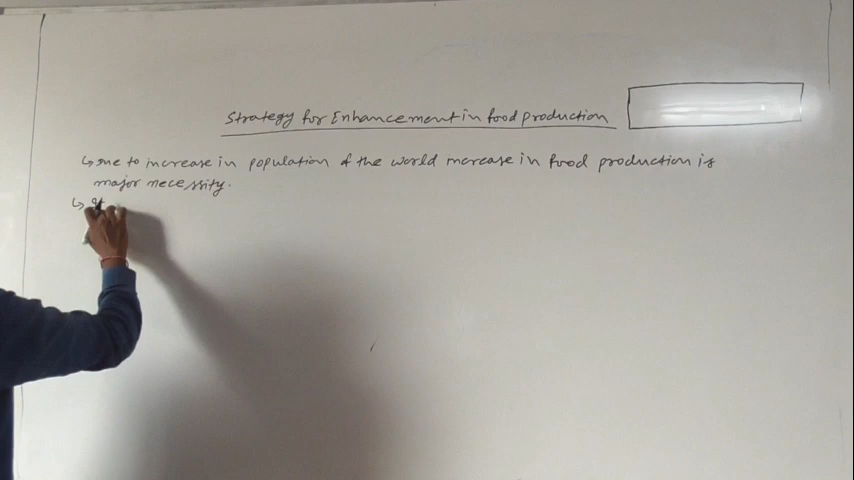 Strategy for Enhancement in food production
↳ Due to increase in population of the world increase in food production is
major necessity.
↳